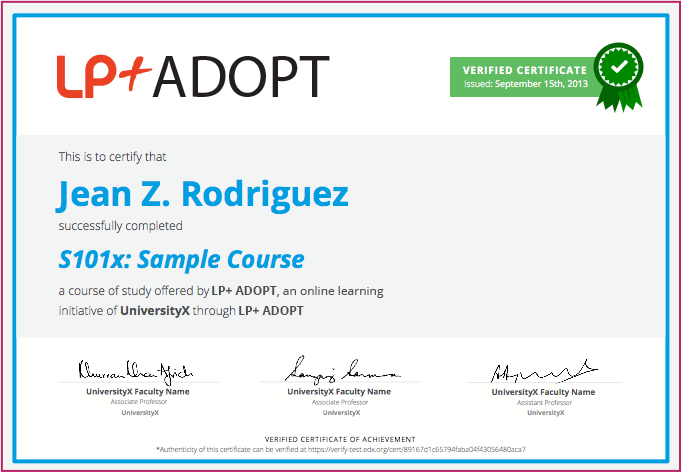 LP+ ADOPT
VERIFIED CERTIFICATE
Issued: September 15th, 2013
This is to certify that
Jean Z. Rodriguez
successfully completed
S101x: Sample Course
a course of study offered by LP+ ADOPT, an online learning
initiative of UniversityX through LP+ ADOPT
UniversityX Faculty Name
Associate Professor
UniversityX
UniversityX Faculty Name
Associate Professor
UniversityX
UniversityX Faculty Name
Assistant Professor
UniversityX
VERIFIED CERTIFICATE OF ACHIEVEMENT
*Authenticity of this certificate can be verified at https://verify-test.edx.org/cert/89167d1c65794faba04f43056480aca7